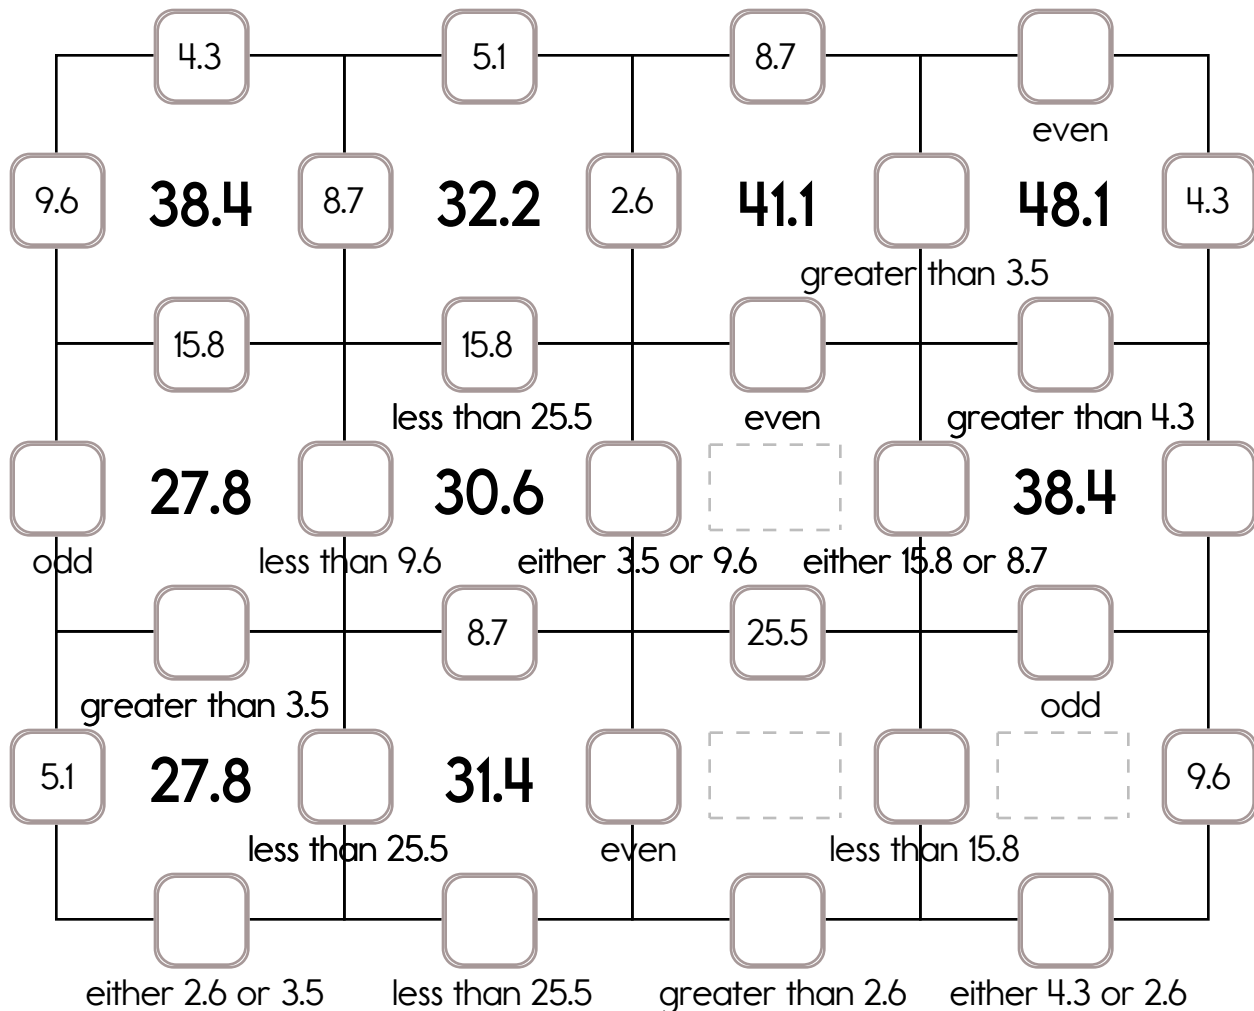 4.3 5.1 8.7
even
9.6 38.4 8.7 32.2 2.6 41.1 48.1 4.3
greater than 3.5
15.8 15.8
less than 25.5 even greater than 4.3
27.8 30.6 38.4
odd less than 9.6 either 3.5 or 9.6 either 15.8 or 8.7
8.7 25.5
greater than 3.5 odd
5.1 27.8 31.4 9.6
less than 25.5 even less than 15.8
either 2.6 or 3.5 less than 25.5 greater than 2.6 either 4.3 or 2.6